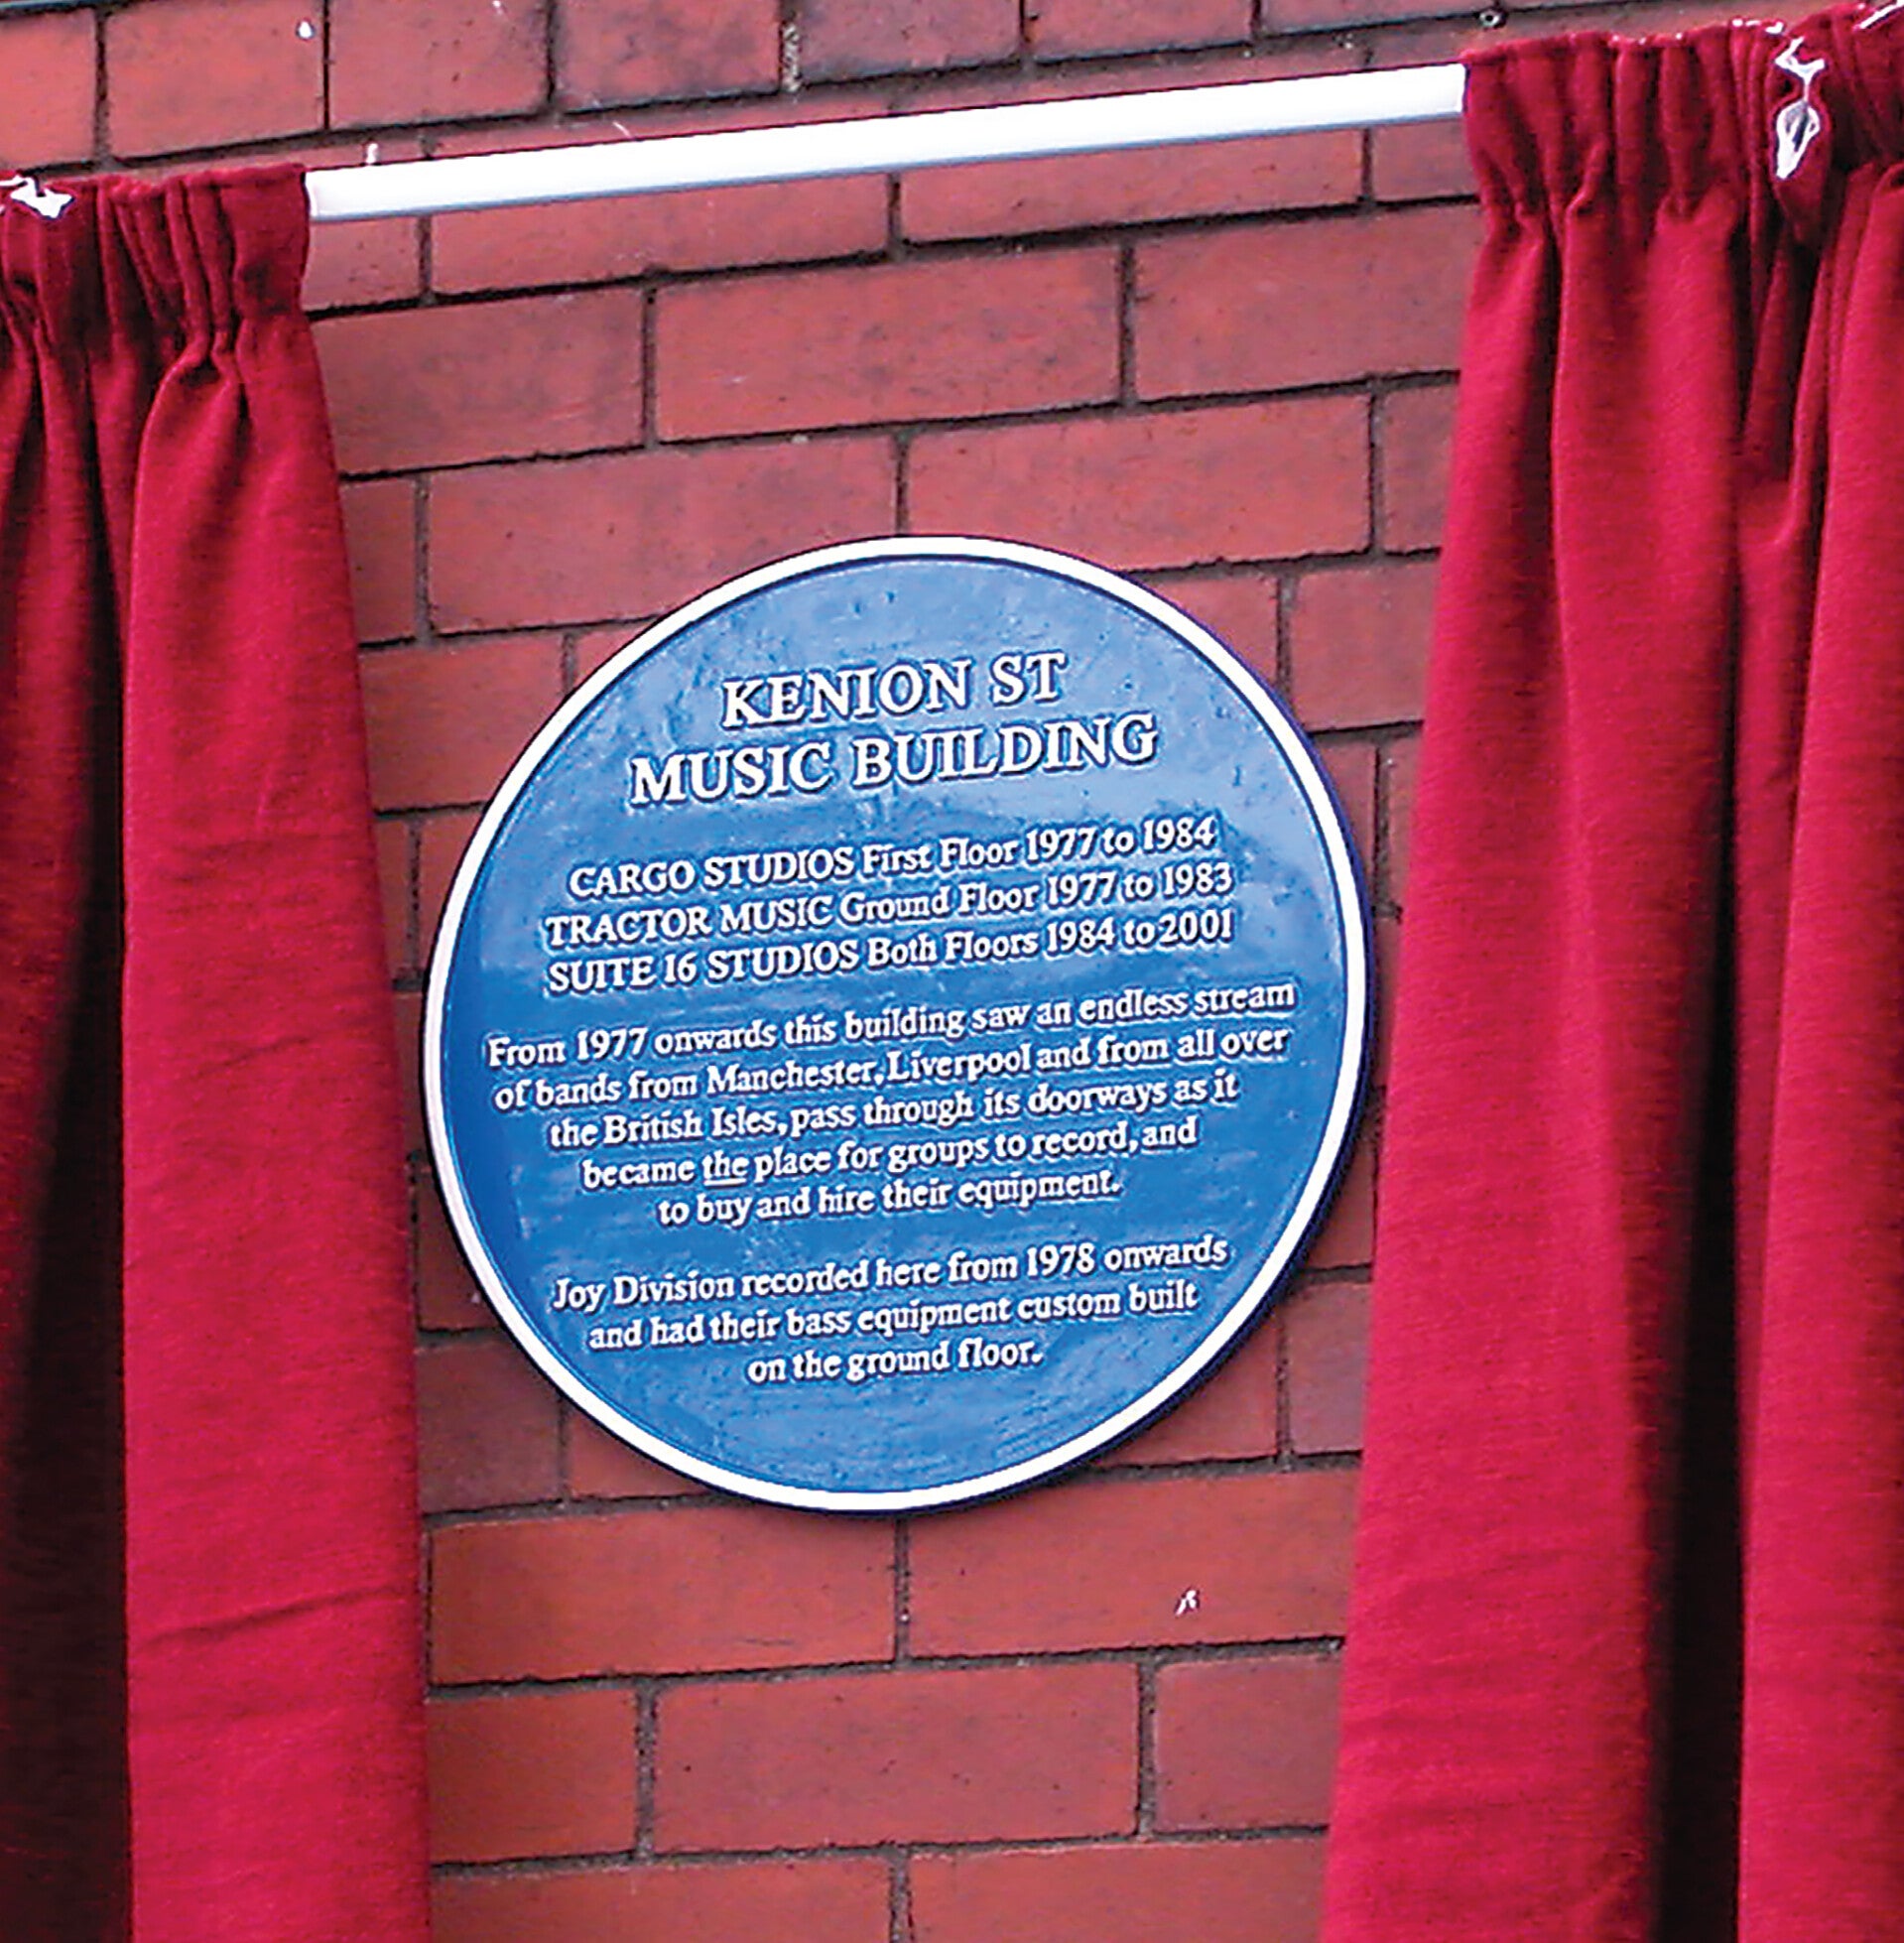 KENION ST
MUSIC BUILDING
CARGO STUDIOS First Floor 1977 to 1984
TRACTOR MUSIC Ground Floor 1977 to 1983
SUITE 16 STUDIOS Both Floors 1984 to 2001
From 1977 onwards this building saw an endless stream
of bands from Manchester, Liverpool and from all over
the British Isles, pass through its doorways as it
became the place for groups to record, and
to buy and hire their equipment.
Joy Division recorded here from 1978 onwards
and had their bass equipment custom built
on the ground floor.